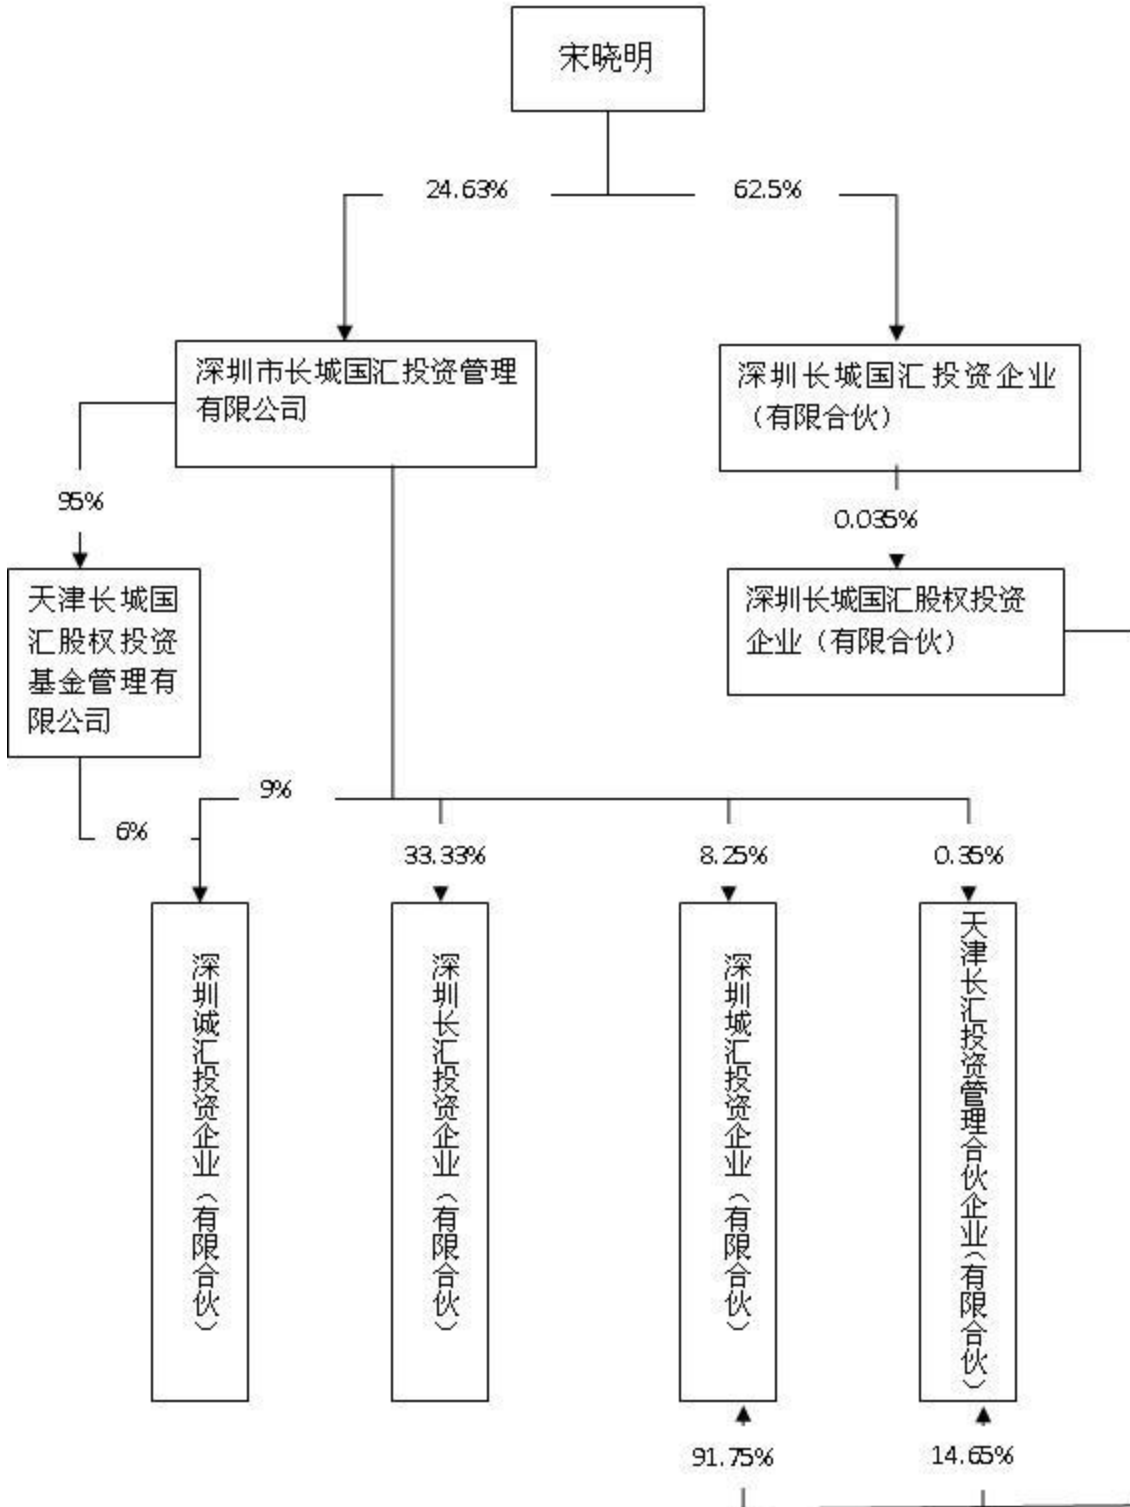 宋晓明
24.63%
62.5%
深圳市长城国汇投资管理
有限公司
深圳长城国汇投资企业
（有限合伙）
95%
0.035%
天津长城国
汇股权投资
基金管理有
限公司
深圳长城国汇股权投资
企业（有限合伙）
9%
6%
33.33%
8.25%
0.35%
深圳诚汇投资企业（有限合伙）
深圳长汇投资企业（有限合伙）
深圳城汇投资企业（有限合伙）
天津长汇投资管理合伙企业（有限合伙）
91.75%
14.65%